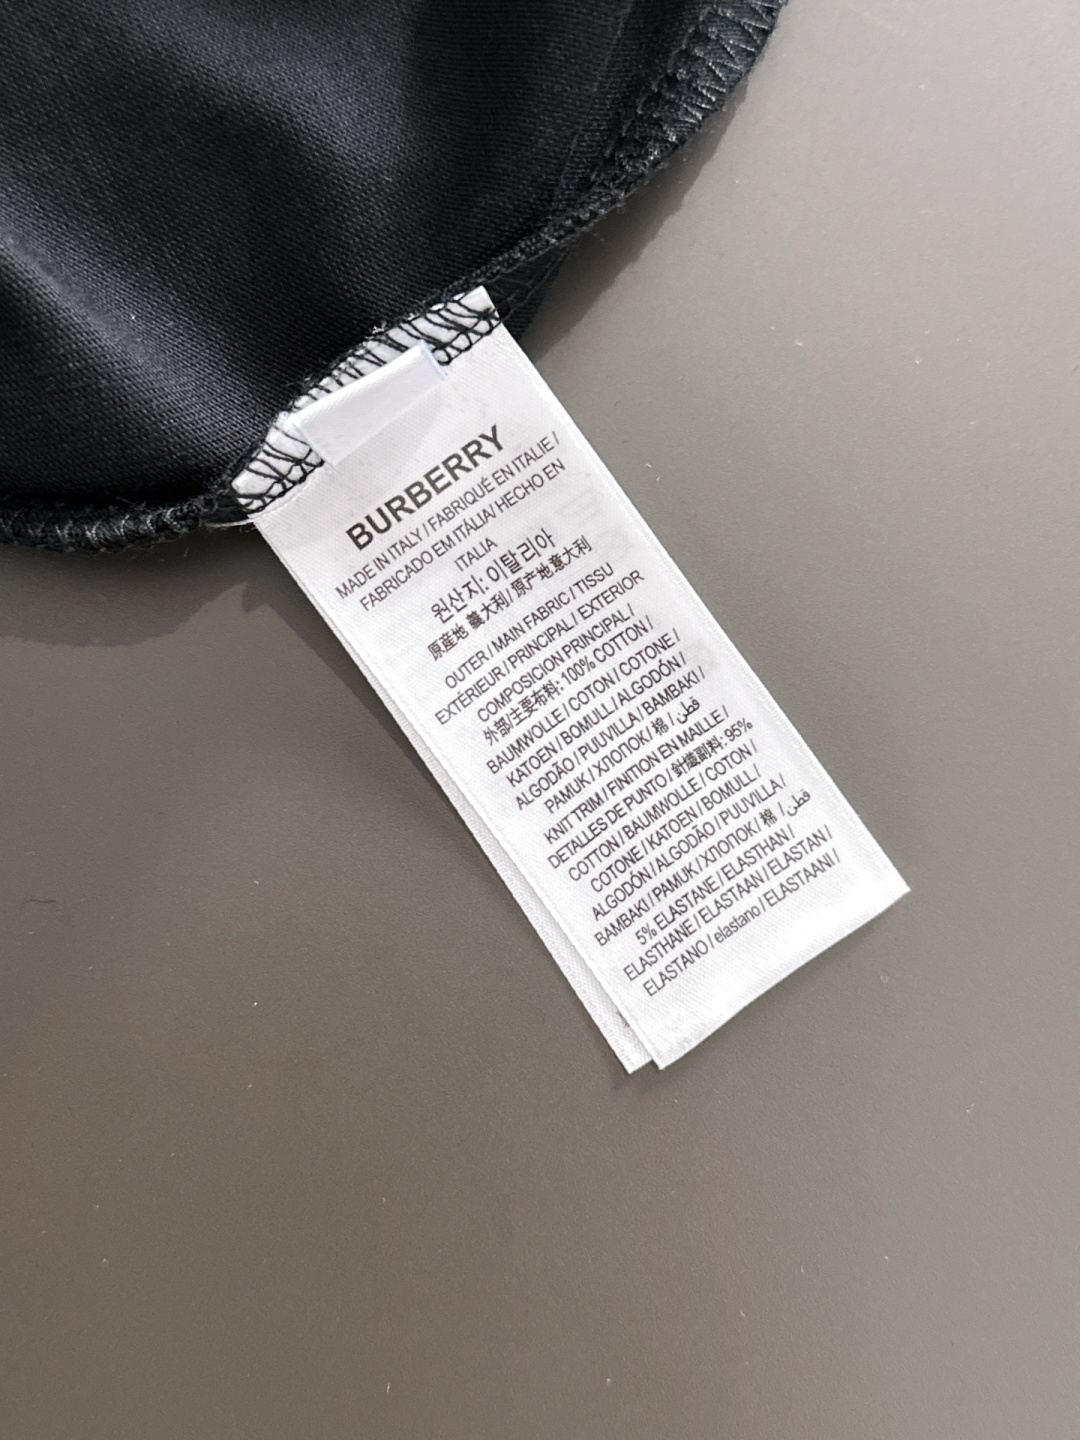 BURBERRY
MADE IN ITALY / FABRIQUÉ EN ITALIE /
FABRICADO EM ITÁLIA/ HECHO EN
ITALIA
원산지: 이탈리아
原産地 義大利/ 原产地 意大利
OUTER / MAIN FABRIC / TISSU
EXTÉRIEUR / PRINCIPAL / EXTERIOR
COMPOSICION PRINCIPAL /
外部/主要布料: 100% COTTON /
BAUMWOLLE / COTON / COTONE /
KATOEN / BOMULL / ALGODÓN /
ALGODÃO / PUUVILLA / BAMBAKI /
PAMUK / ХЛОПОК/ 棉 / قطن
KNIT TRIM / FINITION EN MAILLE /
DETALLES DE PUNTO / 針織副料: 95%
COTTON / BAUMWOLLE / COTON /
COTONE / KATOEN / BOMULL /
ALGODÓN / ALGODÃO / PUUVILLA /
BAMBAKI / PAMUK / ХЛОПОК/ 棉 / قطن
5% ELASTANE / ELASTHAN /
ELASTHANE / ELASTAAN / ELASTAN /
ELASTANO / elastano / ELASTAANI /